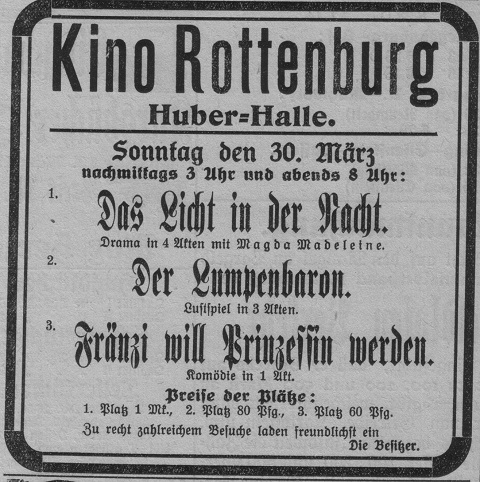 Kino Rottenburg
Huber=Halle.
Sonntag den 30. März
nachmittags 3 Uhr und abends 8 Uhr:
1.
Das Licht in der Nacht.
Drama in 4 Akten mit Magda Madeleine.
2.
Der Lumpenbaron.
Lustspiel in 3 Akten.
3.
Fränzi will Prinzessin werden.
Komödie in 1 Akt.
Preise der Plätze:
1. Platz 1 Mk., 2. Platz 80 Pfg., 3. Platz 60 Pfg.
Zu recht zahlreichem Besuche laden freundlichst ein
Die Besitzer.